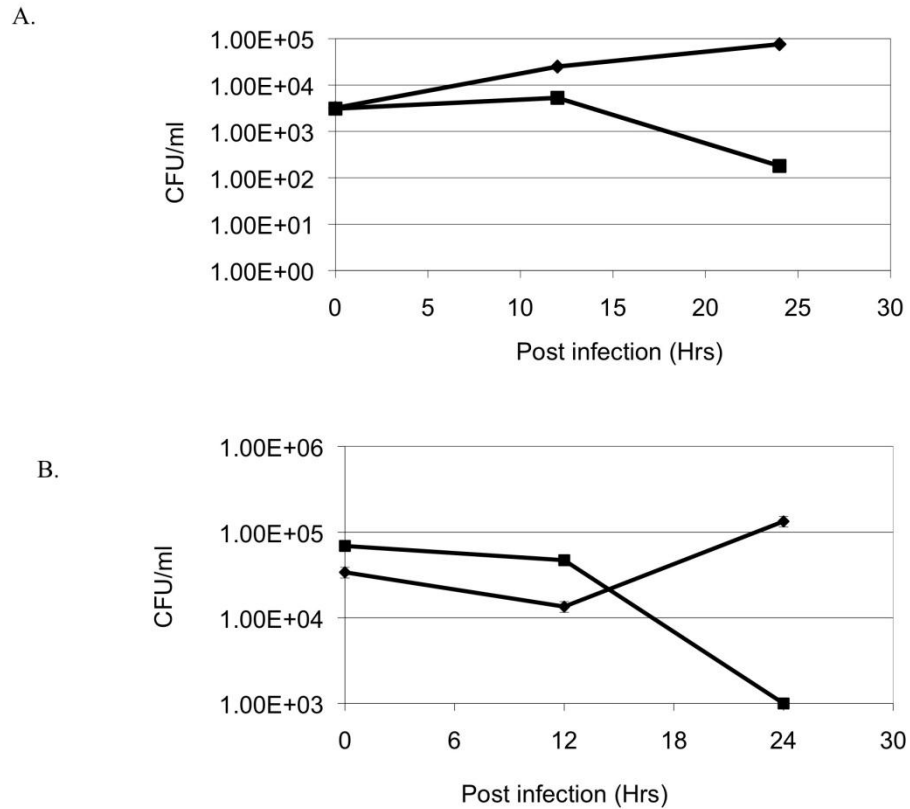 A.
1.00E+05
1.00E+04
1.00E+03
1.00E+02
1.00E+01
1.00E+00
CFU/ml
0 5 10 15 20 25 30
Post infection (Hrs)
B.
1.00E+06
1.00E+05
1.00E+04
1.00E+03
CFU/ml
0 6 12 18 24 30
Post infection (Hrs)